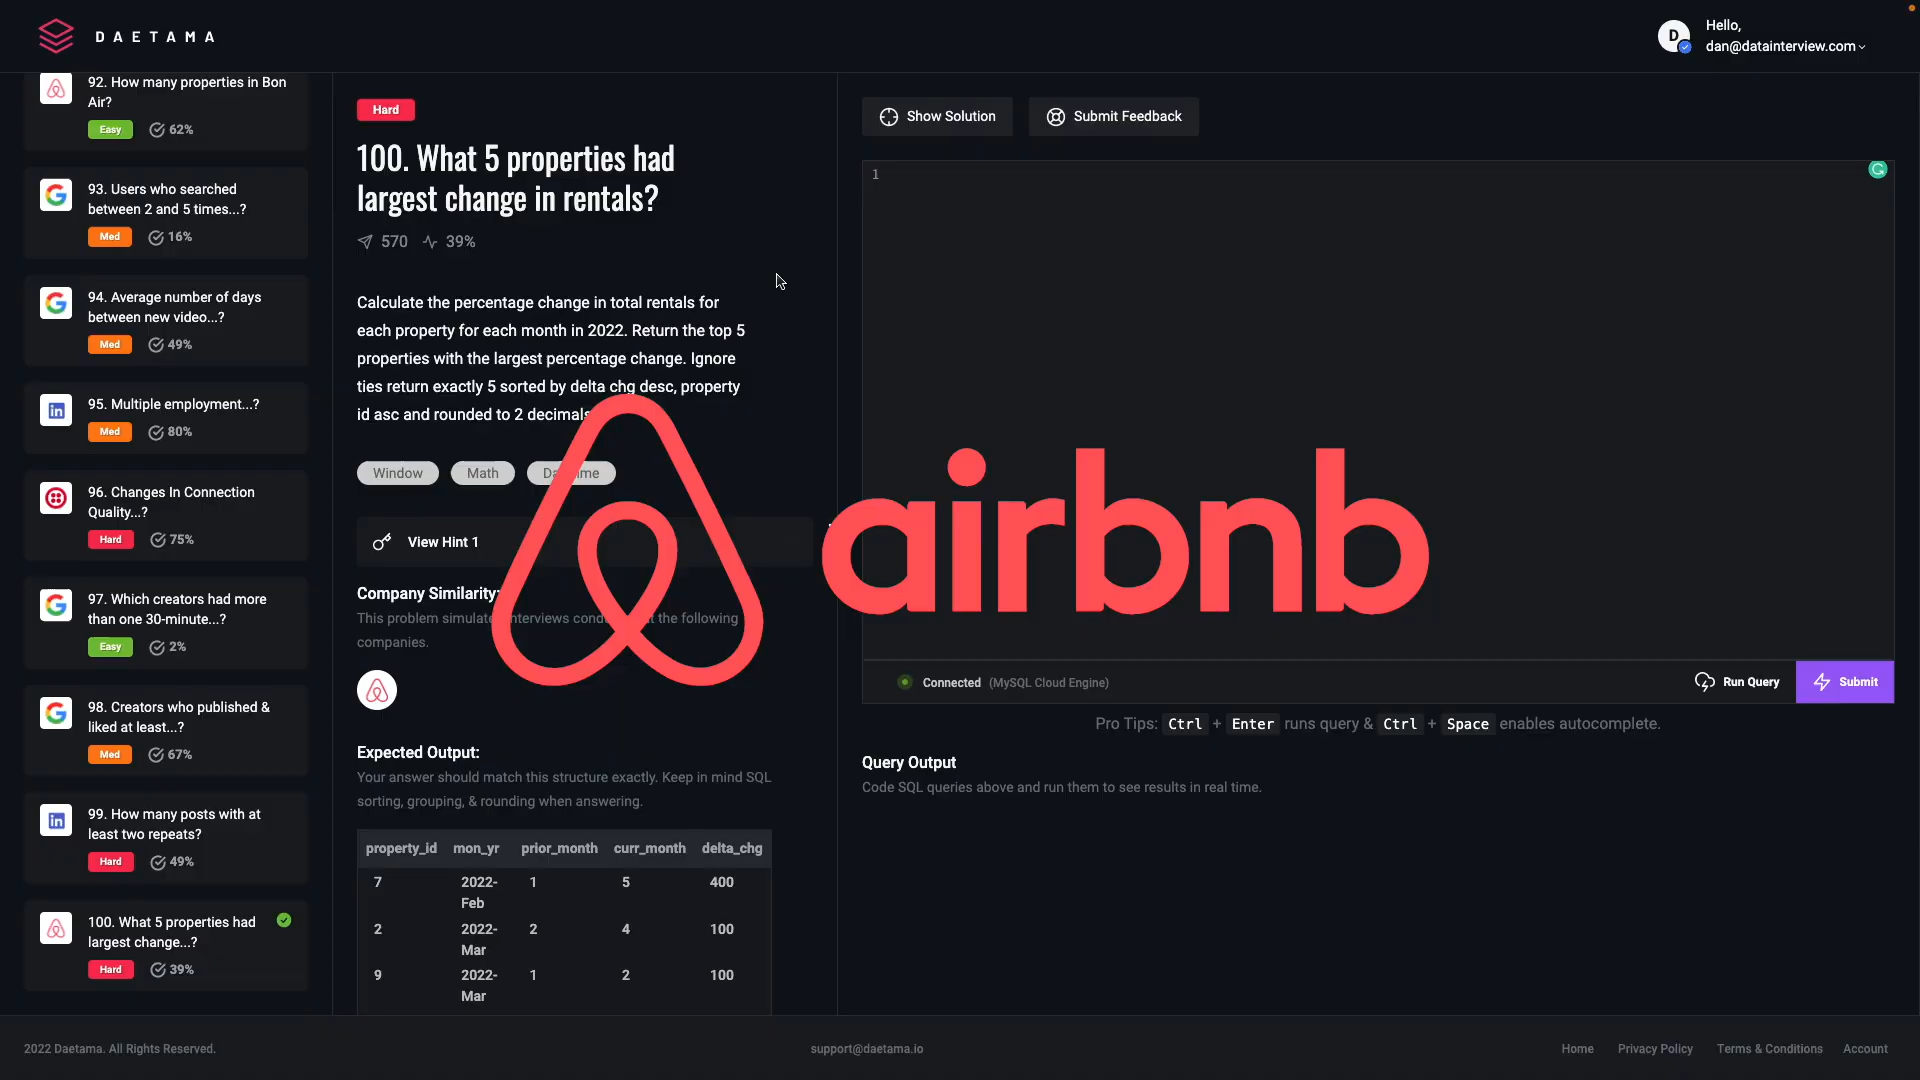 DAETAMA
D
Hello,
dan@datainterview.com
92. How many properties in Bon
Air?
Easy
62%
93. Users who searched
between 2 and 5 times...?
Med
16%
94. Average number of days
between new video...?
Med
49%
95. Multiple employment...?
Med
80%
96. Changes In Connection
Quality...?
Hard
75%
97. Which creators had more
than one 30-minute...?
Easy
2%
98. Creators who published &
liked at least...?
Med
67%
99. How many posts with at
least two repeats?
Hard
49%
100. What 5 properties had
largest change...?
Hard
39%
Hard
100. What 5 properties had
largest change in rentals?
570 39%
Calculate the percentage change in total rentals for
each property for each month in 2022. Return the top 5
properties with the largest percentage change. Ignore
ties return exactly 5 sorted by delta chg desc, property
id asc and rounded to 2 decimals
Window Math
View Hint 1
Company Similarity:
This problem simulate interviews the following
companies.
Expected Output:
Your answer should match this structure exactly. Keep in mind SQL
sorting, grouping, & rounding when answering.
property_id mon_yr prior_month curr_month delta_chg
7 2022-Feb 1 5 400
2 2022-Mar 2 4 100
9 2022-Mar 1 2 100
airbnb
Show Solution
Submit Feedback
1
Connected (MySQL Cloud Engine)
Run Query
Submit
Pro Tips: Ctrl + Enter runs query & Ctrl + Space enables autocomplete.
Query Output
Code SQL queries above and run them to see results in real time.
2022 Daetama. All Rights Reserved.
support@daetama.io
Home Privacy Policy Terms & Conditions Account